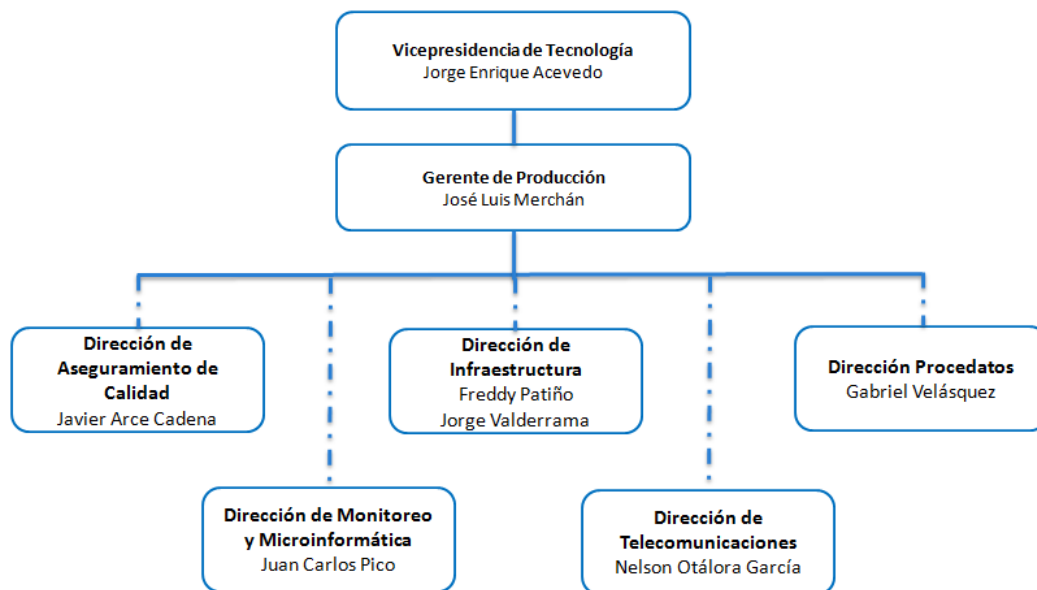 Vicepresidencia de Tecnología
Jorge Enrique Acevedo
Gerente de Producción
José Luis Merchán
Dirección de
Aseguramiento de
Calidad
Javier Arce Cadena
Dirección de
Infraestructura
Freddy Patiño
Jorge Valderrama
Dirección Procedatos
Gabriel Velásquez
Dirección de Monitoreo
y Microinformática
Juan Carlos Pico
Dirección de
Telecomunicaciones
Nelson Otálora García